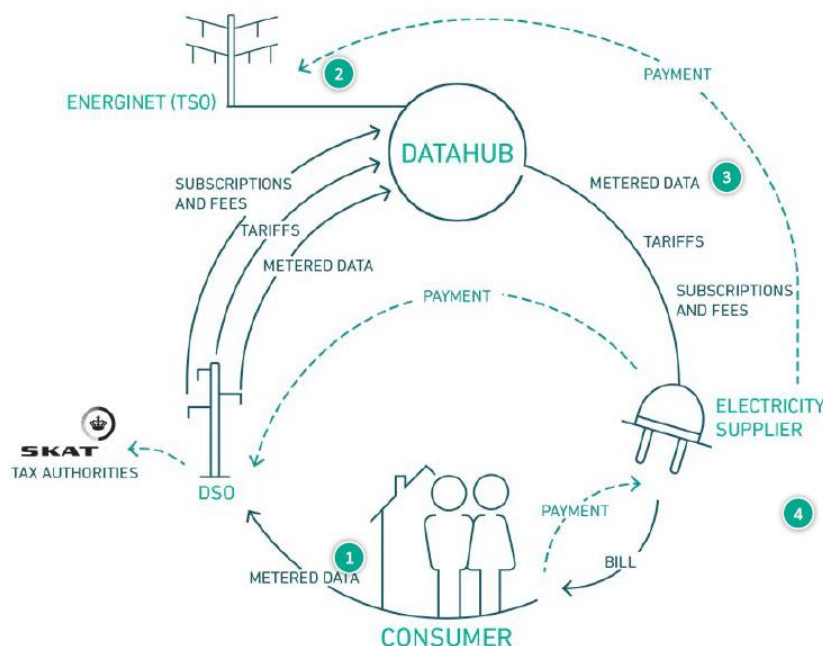 2
PAYMENT
ENERGINET (TSO)
DATAHUB
SUBSCRIPTIONS
AND FEES
TARIFFS
METERED DATA
METERED DATA
3
TARIFFS
SUBSCRIPTIONS
AND FEES
PAYMENT
ELECTRICITY
SUPPLIER
SKAT
TAX AUTHORITIES
DSO
PAYMENT
4
1
METERED DATA
BILL
CONSUMER